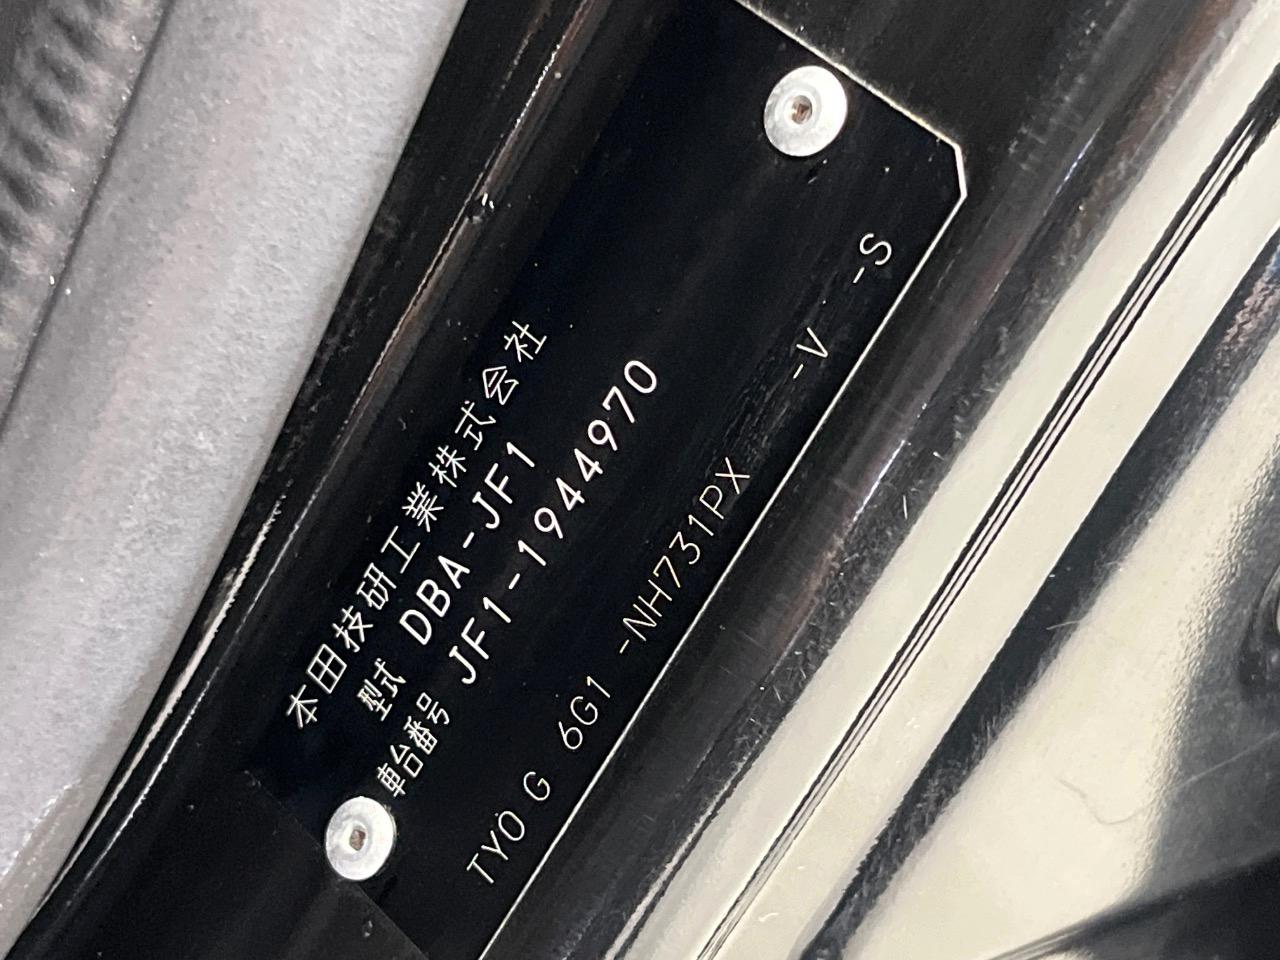 本田技研工業株式会社
型式 DBA-JF1
車台番号 JF1-1944970
TYO G 6G1 -NH731PX -V -S